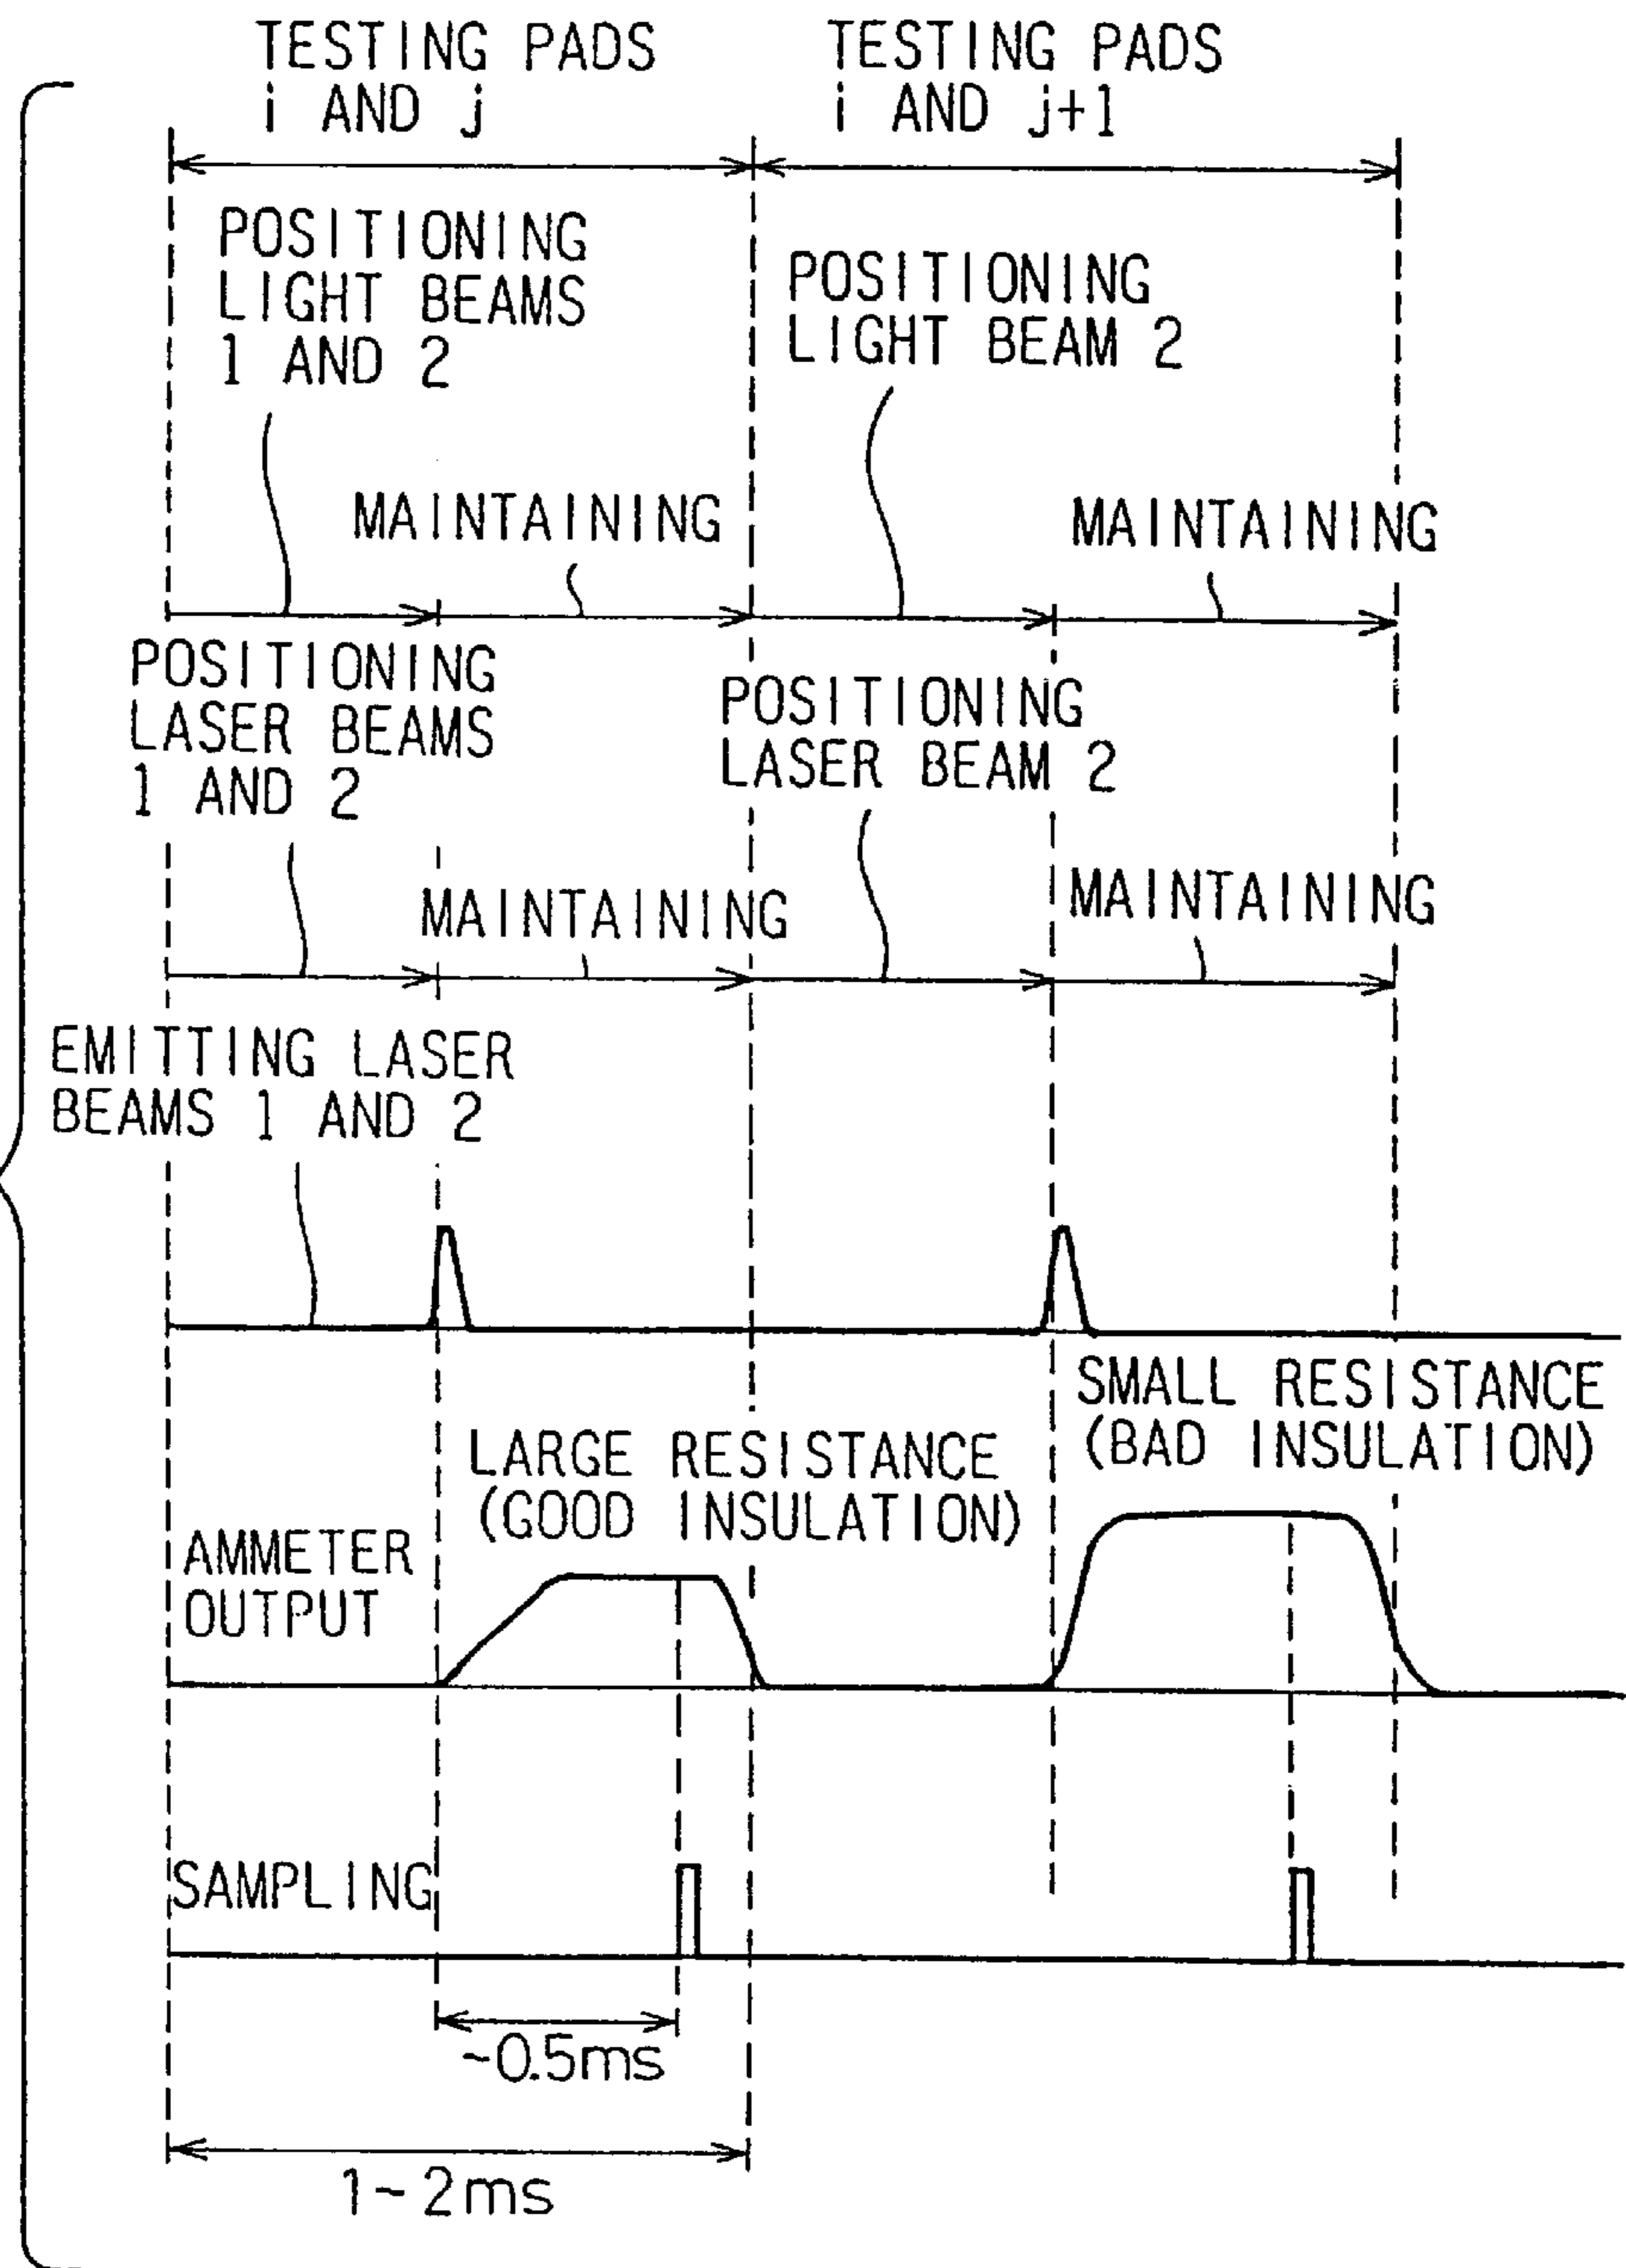 TESTING PADS
i AND j
TESTING PADS
i AND j+1
POSITIONING
LIGHT BEAMS
1 AND 2
POSITIONING
LIGHT BEAM 2
MAINTAINING
MAINTAINING
POSITIONING
LASER BEAMS
1 AND 2
POSITIONING
LASER BEAM 2
MAINTAINING
MAINTAINING
EMITTING LASER
BEAMS 1 AND 2
SMALL RESISTANCE
(BAD INSULATION)
LARGE RESISTANCE
(GOOD INSULATION)
AMMETER
OUTPUT
SAMPLING
~0.5ms
1~2ms